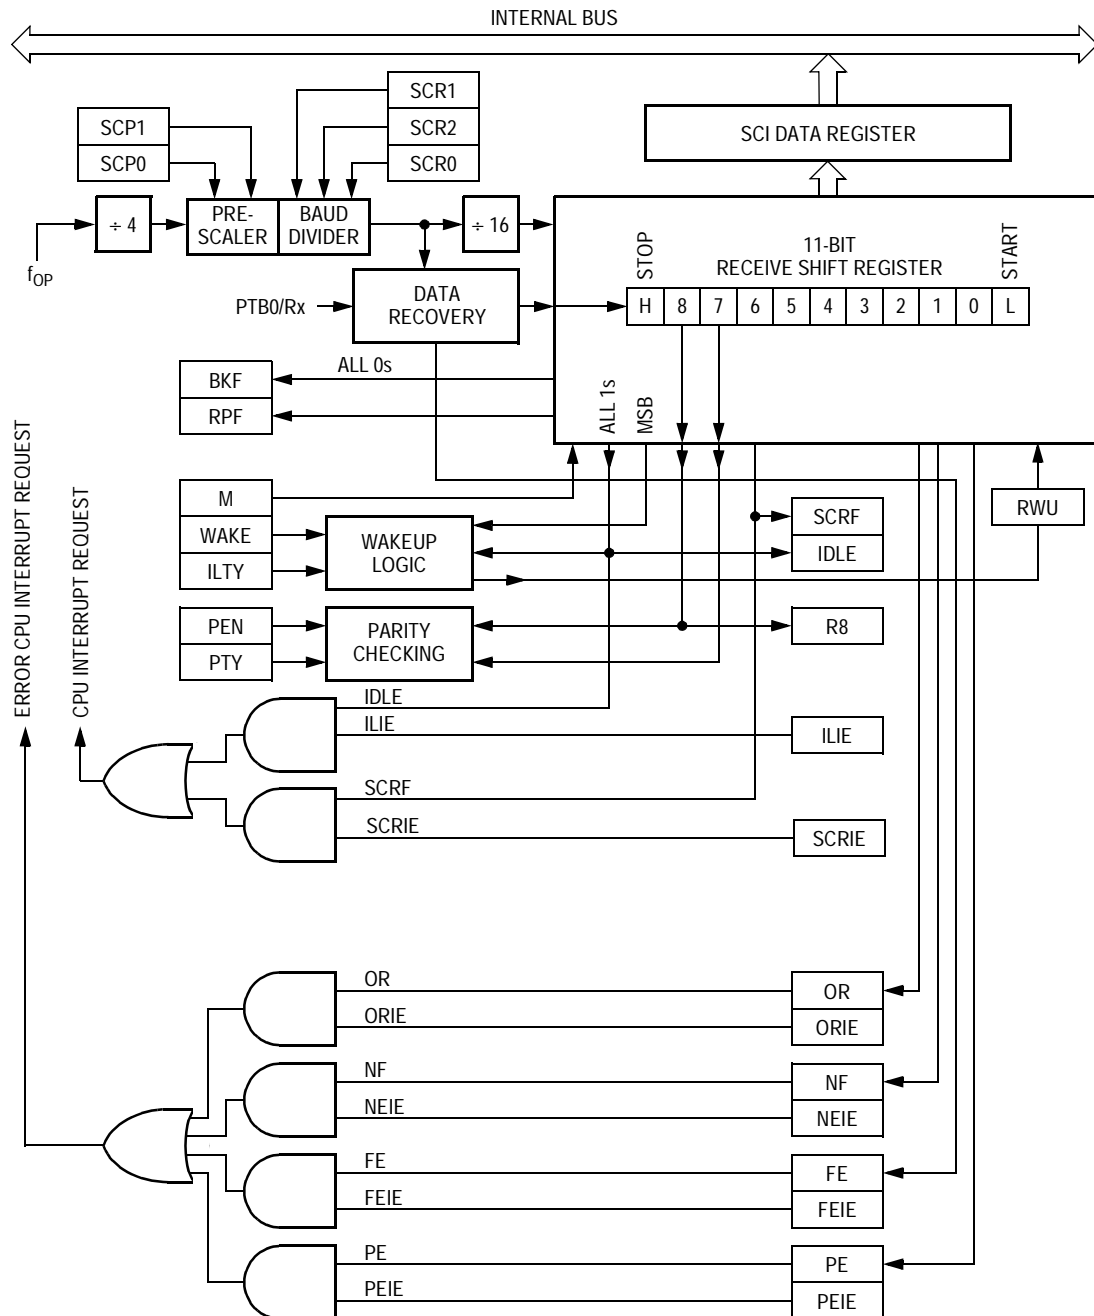 INTERNAL BUS
SCR1
SCR2
SCR0
SCP1
SCP0
SCI DATA REGISTER
fOP
÷ 4
PRE-
SCALER
BAUD
DIVIDER
÷ 16
11-BIT
RECEIVE SHIFT REGISTER
STOP
START
H 8 7 6 5 4 3 2 1 0 L
PTB0/Rx
DATA
RECOVERY
ALL 0s
BKF
RPF
ALL 1s
MSB
M
WAKE
ILTY
WAKEUP
LOGIC
SCRF
IDLE
RWU
PEN
PTY
PARITY
CHECKING
R8
ERROR CPU INTERRUPT REQUEST
CPU INTERRUPT REQUEST
IDLE
ILIE
ILIE
SCRF
SCRIE
SCRIE
OR
OR
ORIE
ORIE
NF
NF
NEIE
NEIE
FE
FE
FEIE
FEIE
PE
PE
PEIE
PEIE